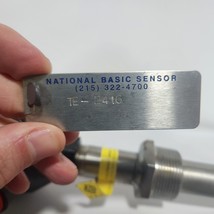 NATIONAL BASIC SENSOR
(215) 322-4700